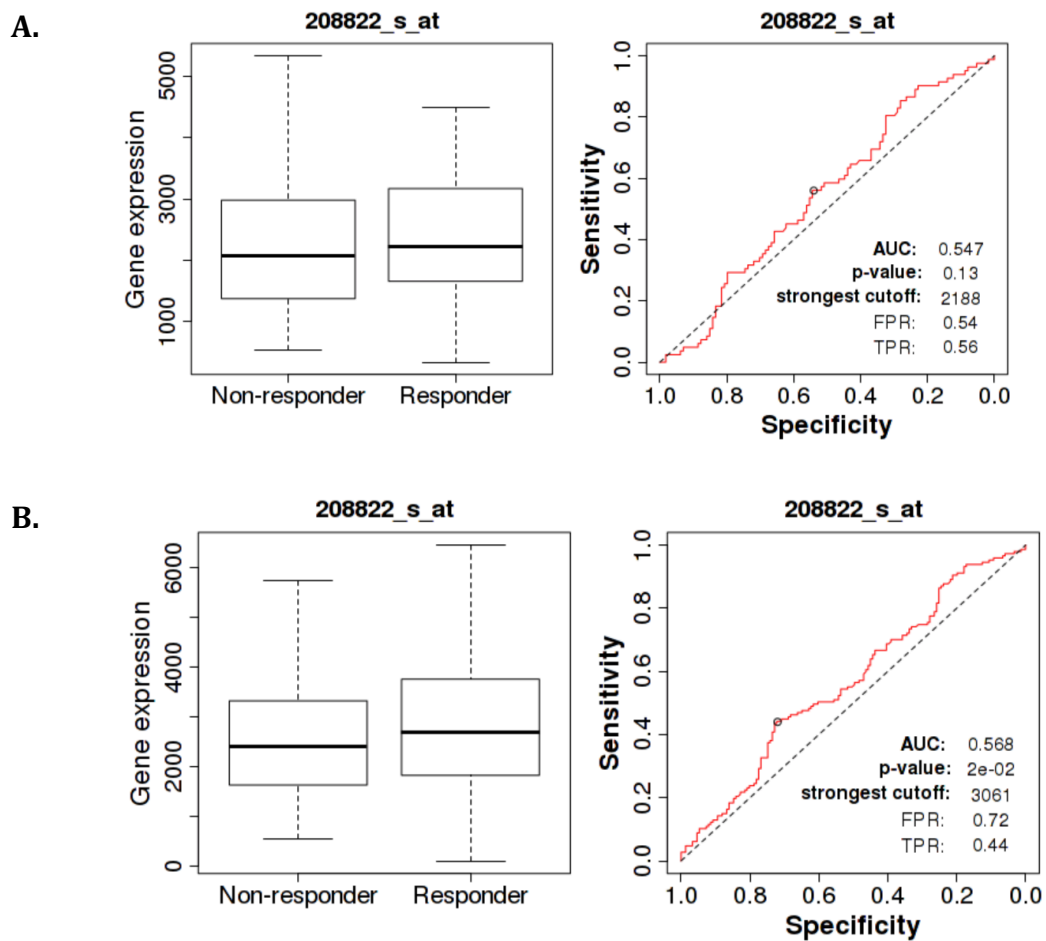 A.
208822_s_at
Gene expression
5000
3000
1000
Non-responder
Responder
208822_s_at
Sensitivity
1.0
0.8
0.6
0.4
0.2
0.0
AUC: 0.547
p-value: 0.13
strongest cutoff: 2188
FPR: 0.54
TPR: 0.56
1.0 0.8 0.6 0.4 0.2 0.0
Specificity
B.
208822_s_at
Gene expression
6000
4000
2000
0
Non-responder
Responder
208822_s_at
Sensitivity
1.0
0.8
0.6
0.4
0.2
0.0
AUC: 0.568
p-value: 2e-02
strongest cutoff: 3061
FPR: 0.72
TPR: 0.44
1.0 0.8 0.6 0.4 0.2 0.0
Specificity